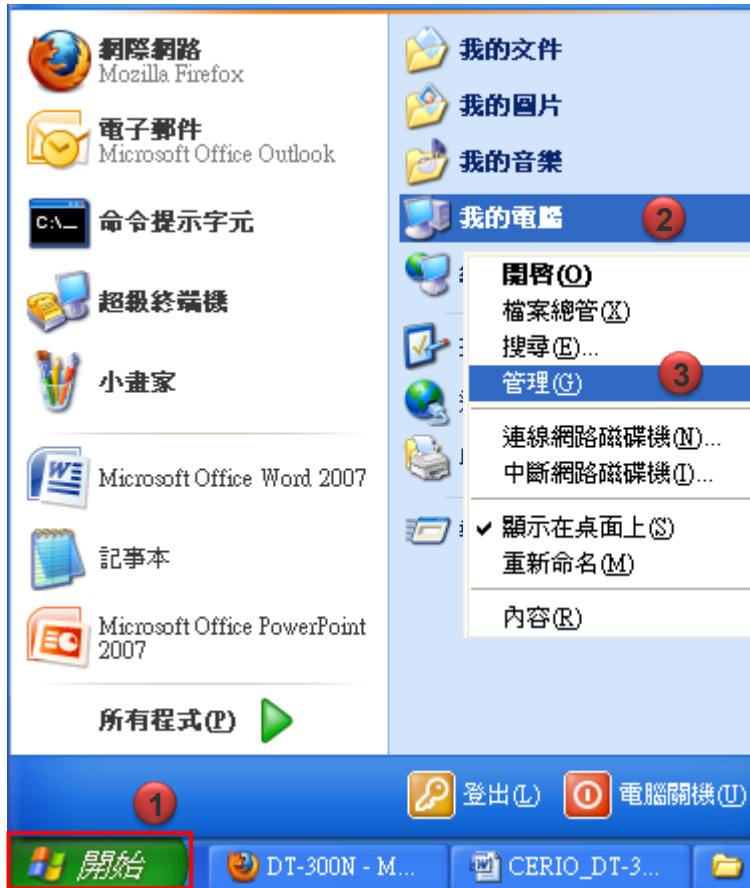 網際網路
Mozilla Firefox
電子郵件
Microsoft Office Outlook
C:\_
命令提示字元
超級終端機
小畫家
Microsoft Office Word 2007
記事本
Microsoft Office PowerPoint
2007
所有程式(P)
我的文件
我的圖片
我的音樂
我的電腦
2
開啓(O)
檔案總管(X)
搜尋(E)...
管理(G)
3
連線網路磁碟機(N)...
中斷網路磁碟機(I)...
✓ 顯示在桌面上(S)
重新命名(M)
內容(R)
1
登出(L)
電腦關機(U)
開始
DT-300N - M...
CERIO_DT-3...